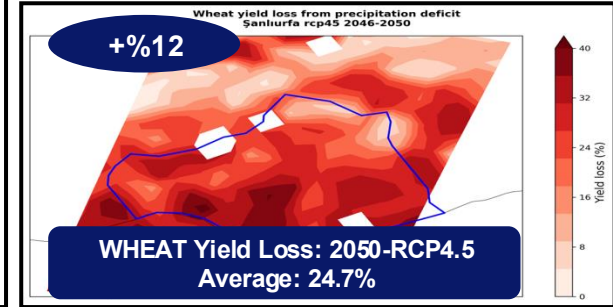 Wheat yield loss from precipitation deficit
Şanlıurfa rcp45 2046-2050
+%12
40
32
24
16
8
0
Yield loss (%)
WHEAT Yield Loss: 2050-RCP4.5
Average: 24.7%